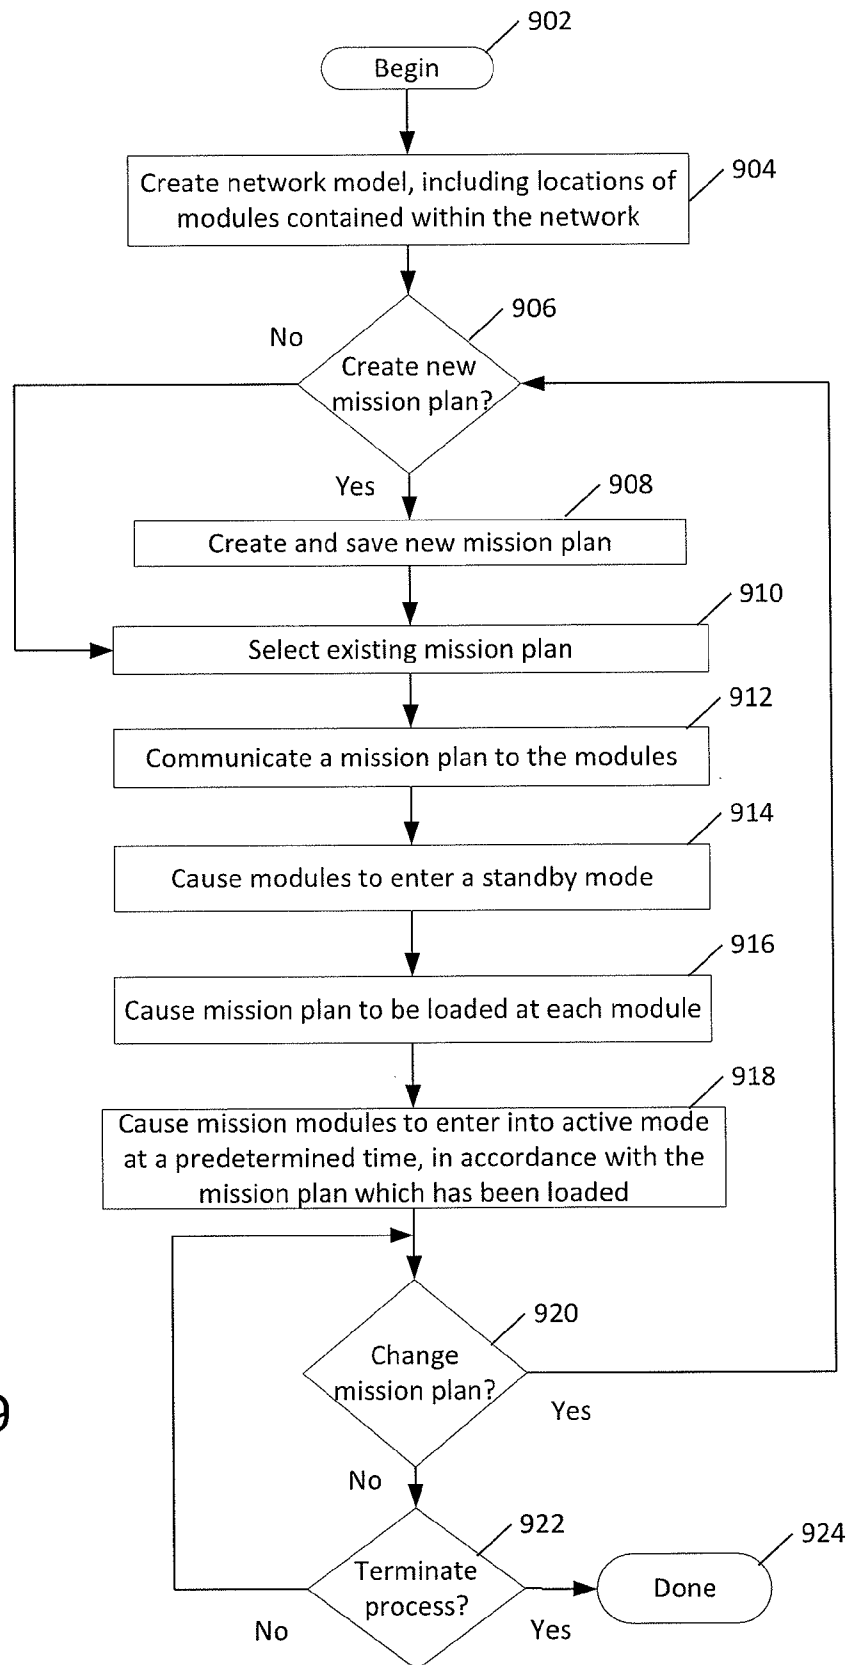 902
Begin
904
Create network model, including locations of
modules contained within the network
906
No
Create new
mission plan?
Yes
908
Create and save new mission plan
910
Select existing mission plan
912
Communicate a mission plan to the modules
914
Cause modules to enter a standby mode
916
Cause mission plan to be loaded at each module
918
Cause mission modules to enter into active mode
at a predetermined time, in accordance with the
mission plan which has been loaded
920
Change
mission plan?
Yes
9
No
922
924
Terminate
process?
Done
No
Yes